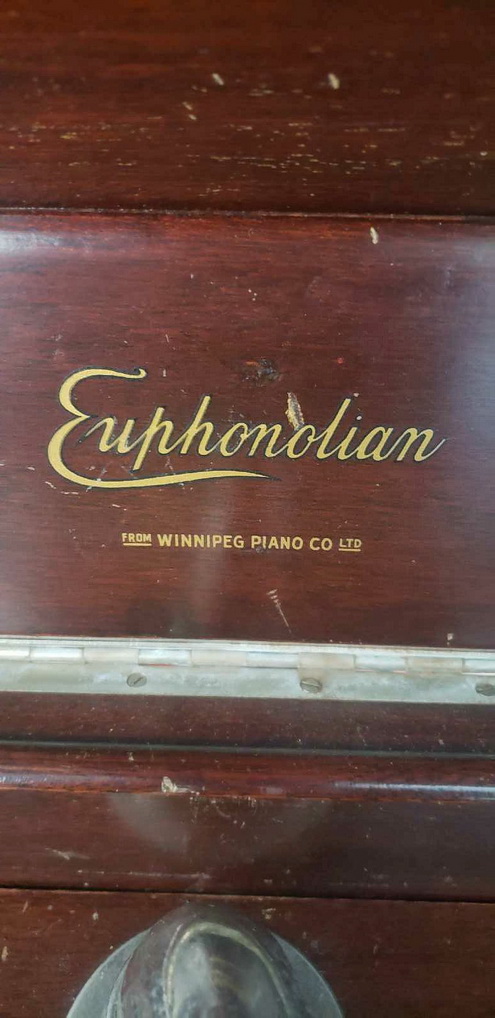 Euphonolian
FROM WINNIPEG PIANO CO LTD